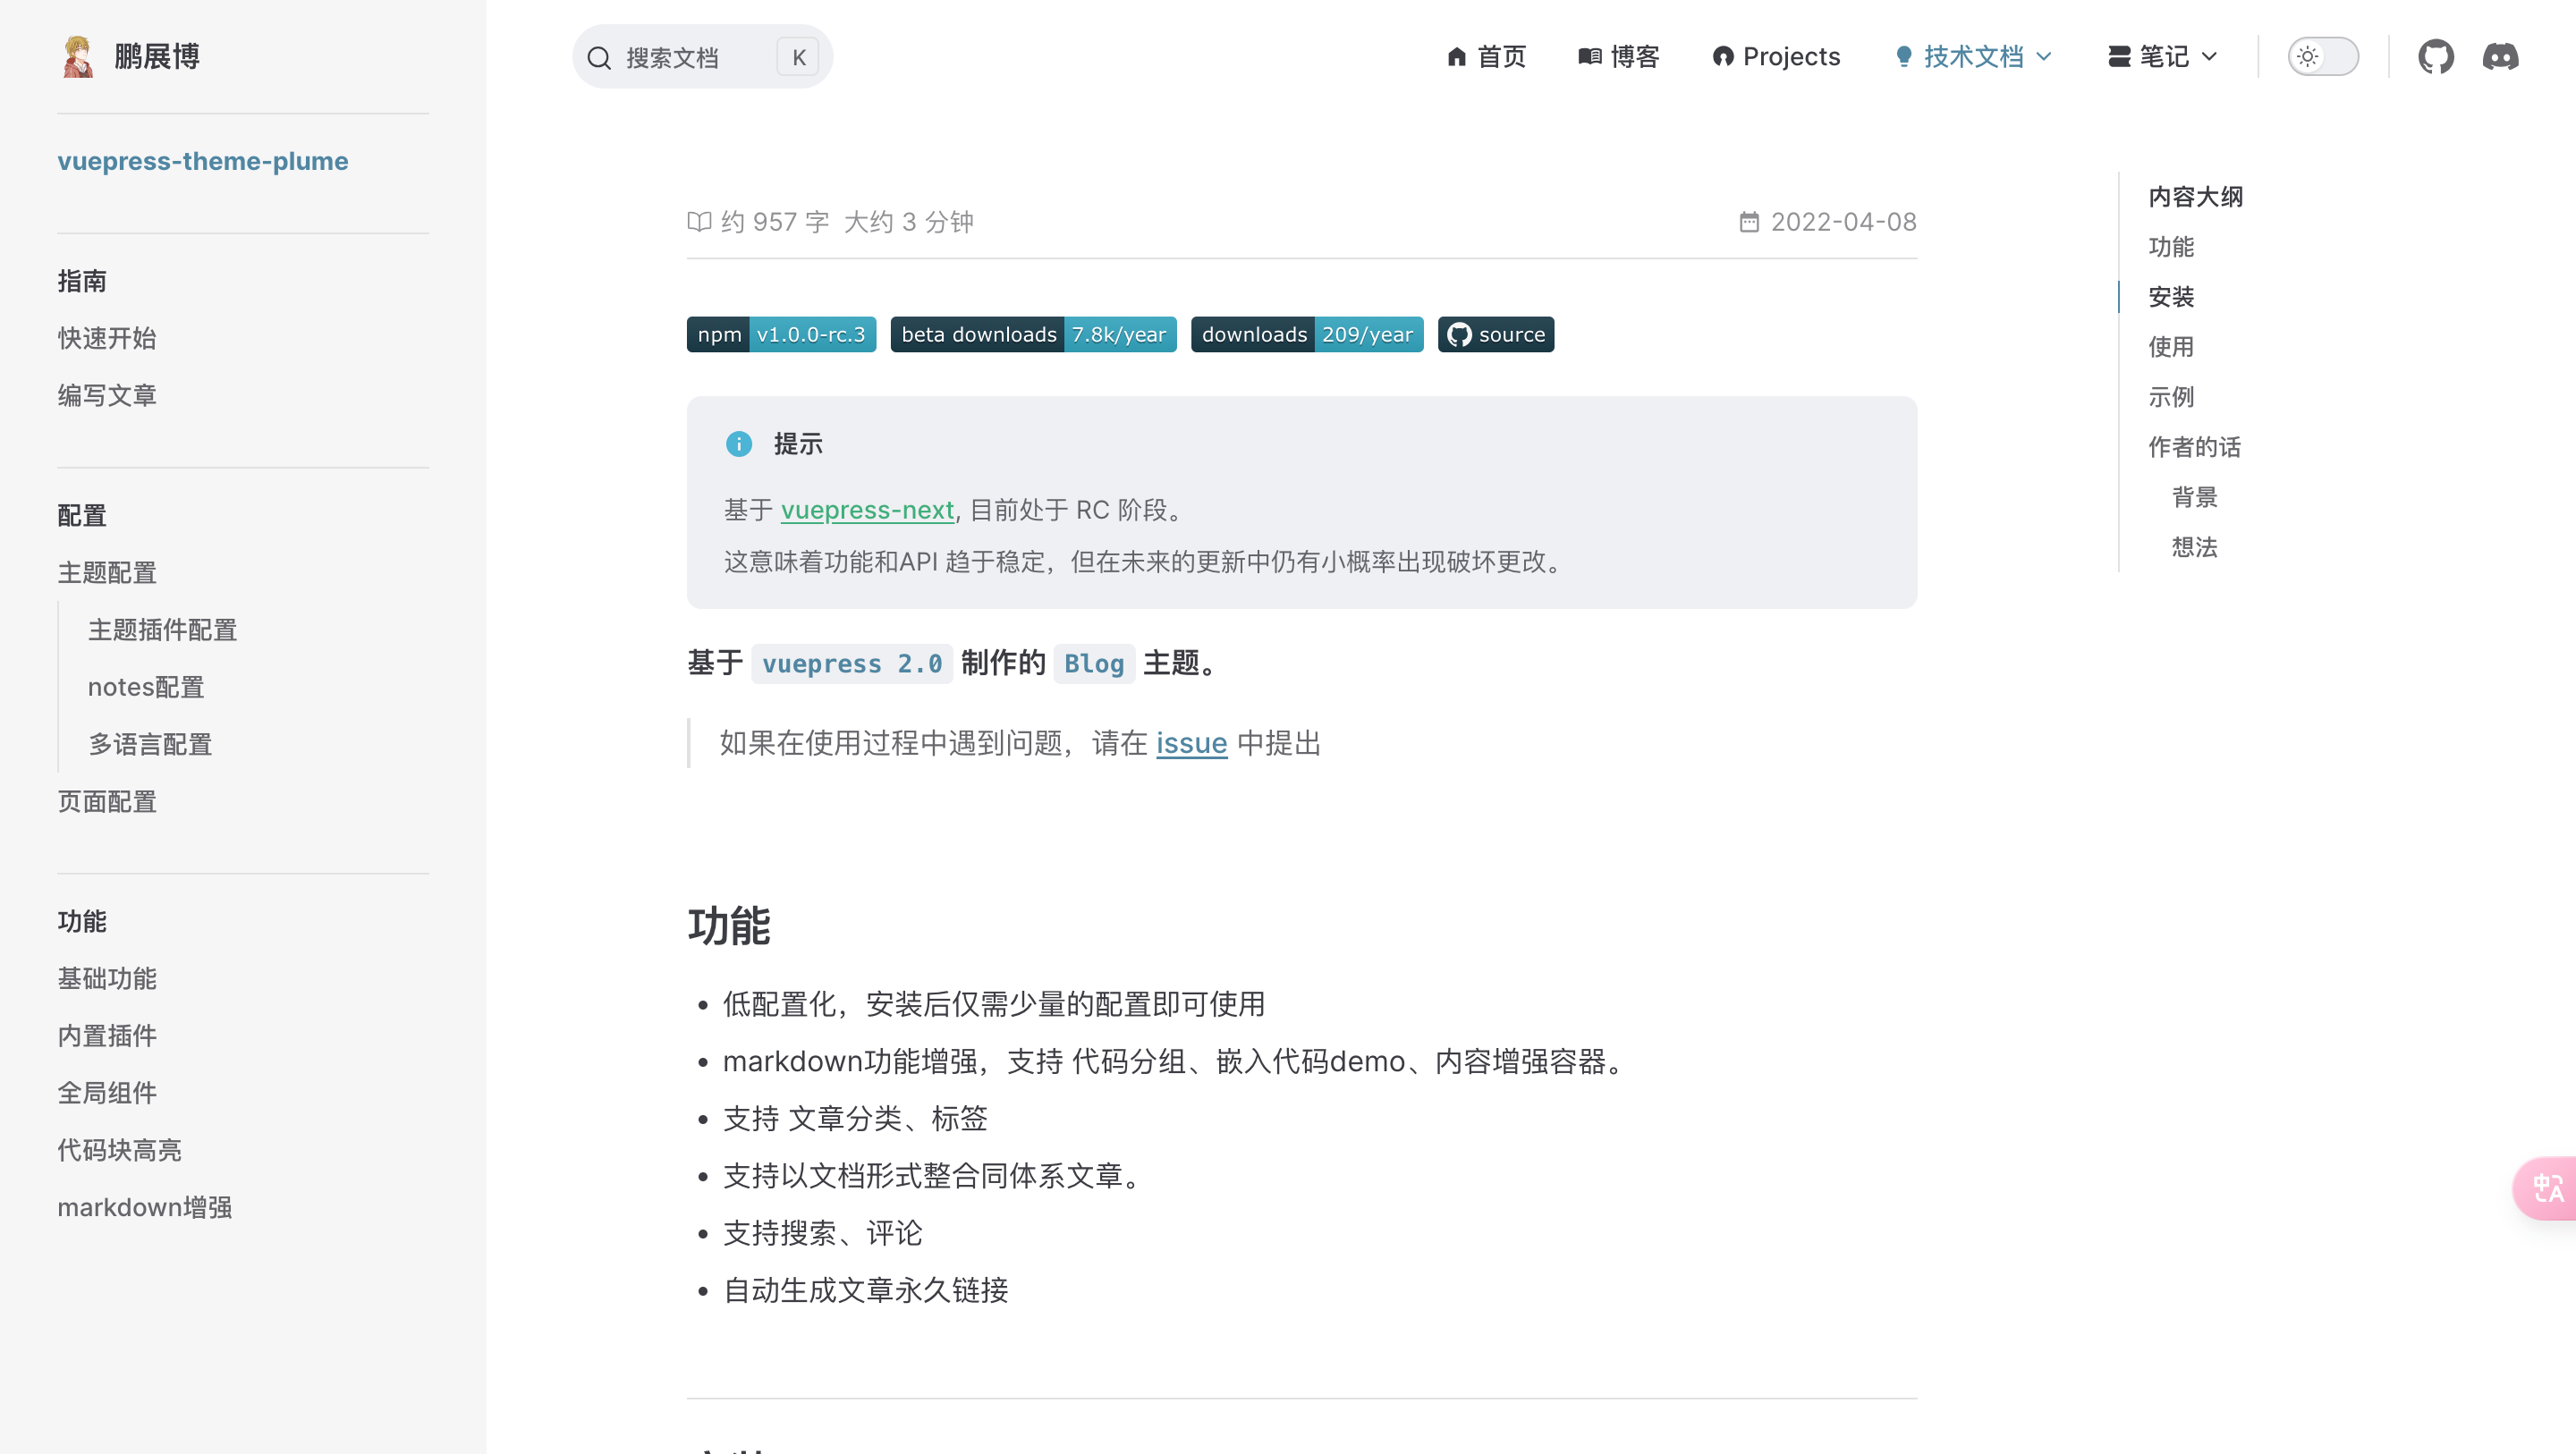 鹏展博
搜索文档 K
首页 博客 Projects 技术文档 笔记
vuepress-theme-plume
指南
快速开始
编写文章
配置
主题配置
主题插件配置
notes配置
多语言配置
页面配置
功能
基础功能
内置插件
全局组件
代码块高亮
markdown增强
约 957 字 大约 3 分钟 2022-04-08
npm v1.0.0-rc.3 beta downloads 7.8k/year downloads 209/year source
提示
基于 vuepress-next, 目前处于 RC 阶段。
这意味着功能和API 趋于稳定，但在未来的更新中仍有小概率出现破坏更改。
基于 vuepress 2.0 制作的 Blog 主题。
如果在使用过程中遇到问题，请在 issue 中提出
功能
• 低配置化，安装后仅需少量的配置即可使用
• markdown功能增强，支持 代码分组、嵌入代码demo、内容增强容器。
• 支持 文章分类、标签
• 支持以文档形式整合同体系文章。
• 支持搜索、评论
• 自动生成文章永久链接
内容大纲
功能
安装
使用
示例
作者的话
背景
想法
中A